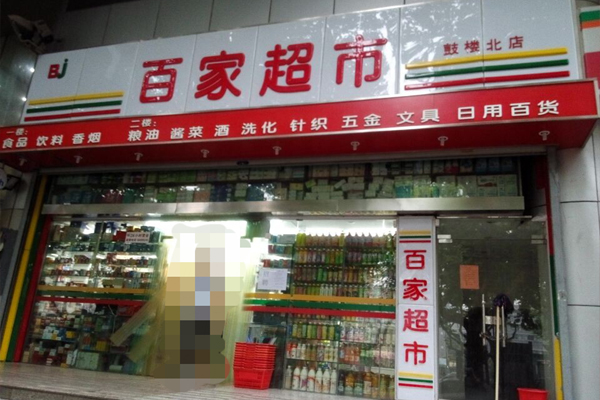 BJ
百家超市
鼓楼北店
一楼：
食品 饮料 香烟
二楼：
粮油 酱菜 酒 洗化 针织 五金 文具 日用百货
百家超市